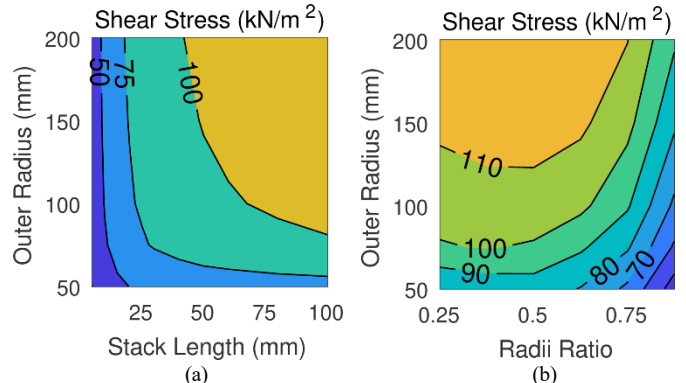 Shear Stress (kN/m²)
200
150
100
50
Outer Radius (mm)
50
75
100
25
50
75
100
Stack Length (mm)
(a)
Shear Stress (kN/m²)
200
150
100
50
Outer Radius (mm)
110
100
90
80
70
0.25
0.5
0.75
Radii Ratio
(b)